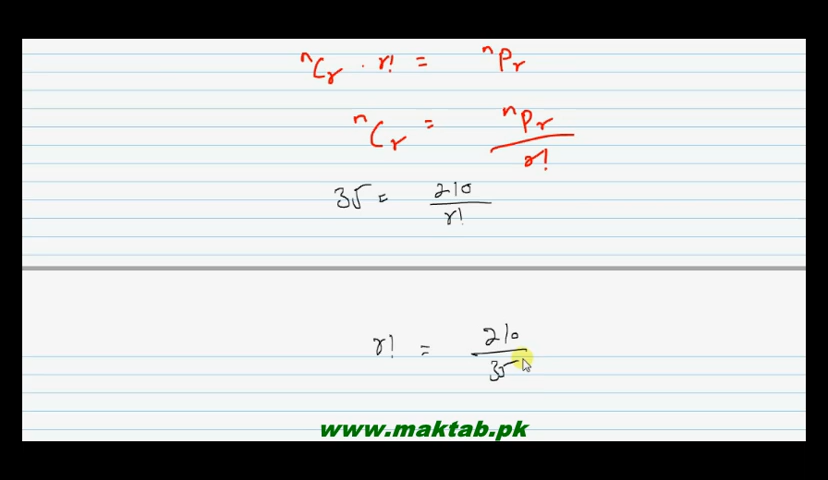 ⁿCᵣ · r! = ⁿPᵣ
ⁿCᵣ = ⁿPᵣ / r!
35 = 210 / r!
r! = 210 / 35
www.maktab.pk